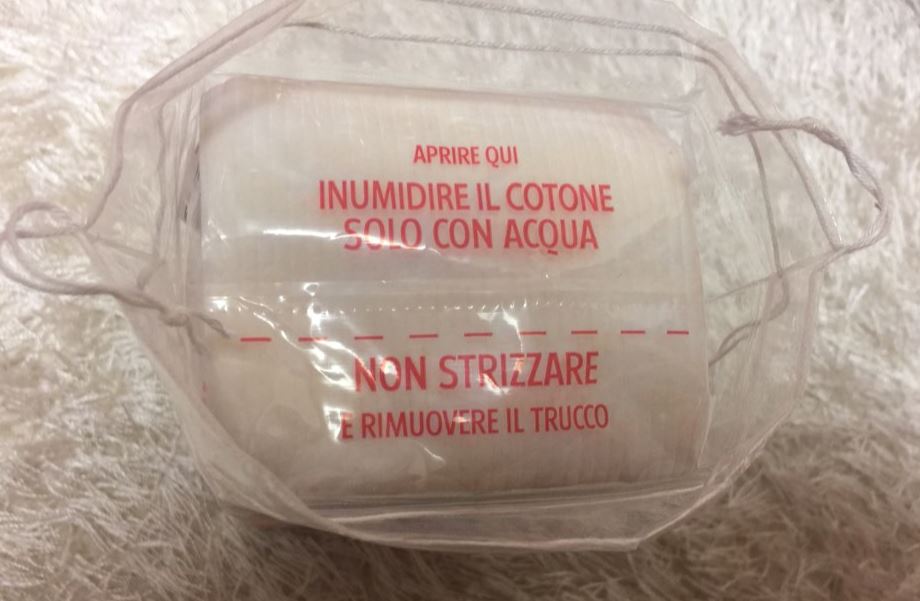 APRIRE QUI
INUMIDIRE IL COTONE
SOLO CON ACQUA
NON STRIZZARE
E RIMUOVERE IL TRUCCO